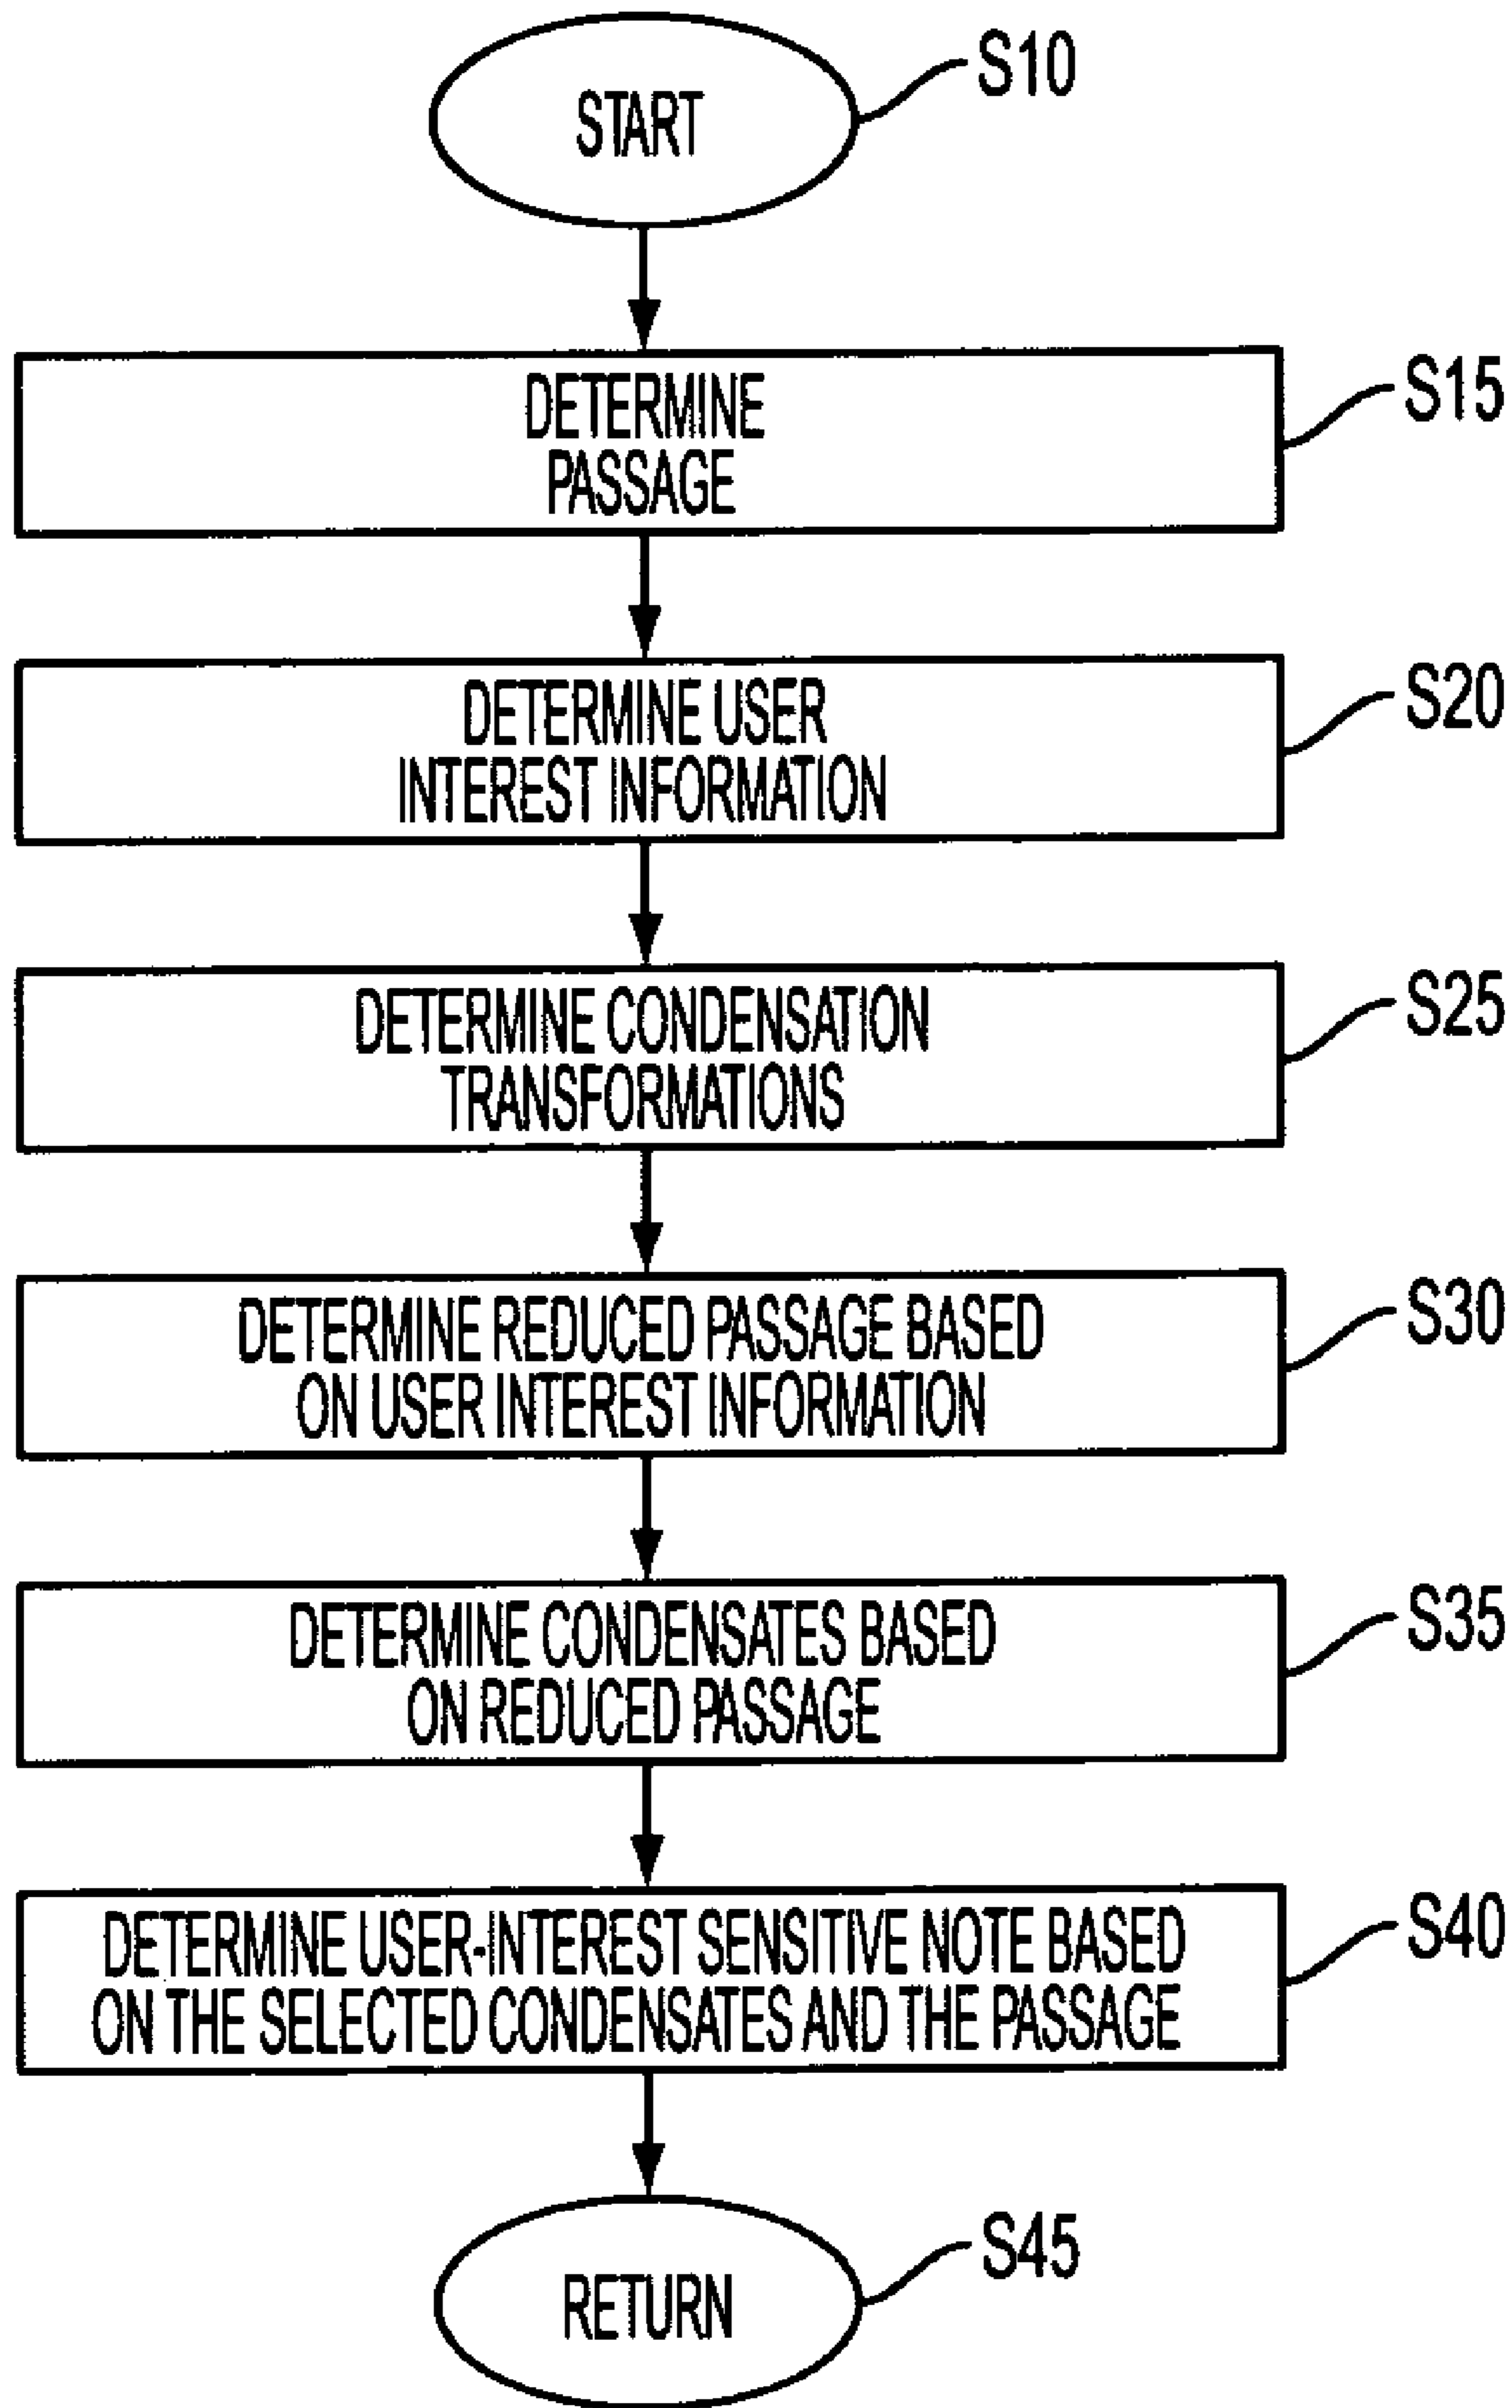 START
S10
DETERMINE
PASSAGE
S15
DETERMINE USER
INTEREST INFORMATION
S20
DETERMINE CONDENSATION
TRANSFORMATIONS
S25
DETERMINE REDUCED PASSAGE BASED
ON USER INTEREST INFORMATION
S30
DETERMINE CONDENSATES BASED
ON REDUCED PASSAGE
S35
DETERMINE USER-INTEREST SENSITIVE NOTE BASED
ON THE SELECTED CONDENSATES AND THE PASSAGE
S40
RETURN
S45